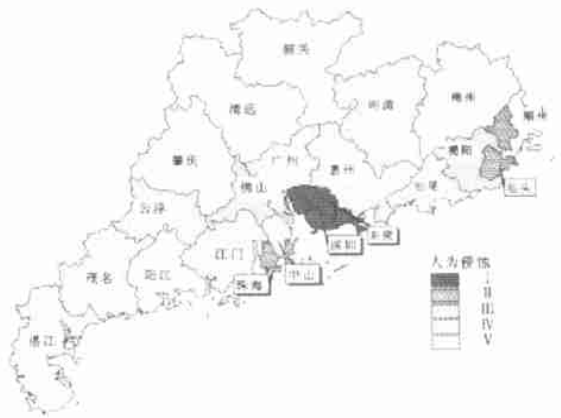 韶关
清远
河源
梅州
潮州
肇庆
广州
惠州
揭阳
汕尾
汕头
佛山
云浮
东莞
深圳
江门
中山
珠海
茂名
阳江
湛江
人为侵蚀
I
II
III
IV
V